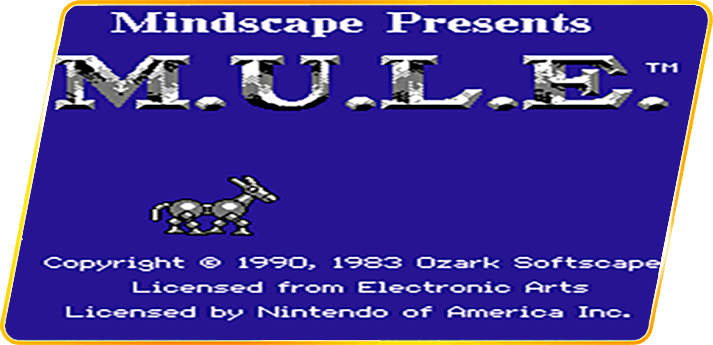 Mindscape Presents
M.U.L.E.™
Copyright © 1990, 1983 Ozark Softscape
Licensed from Electronic Arts
Licensed by Nintendo of America Inc.